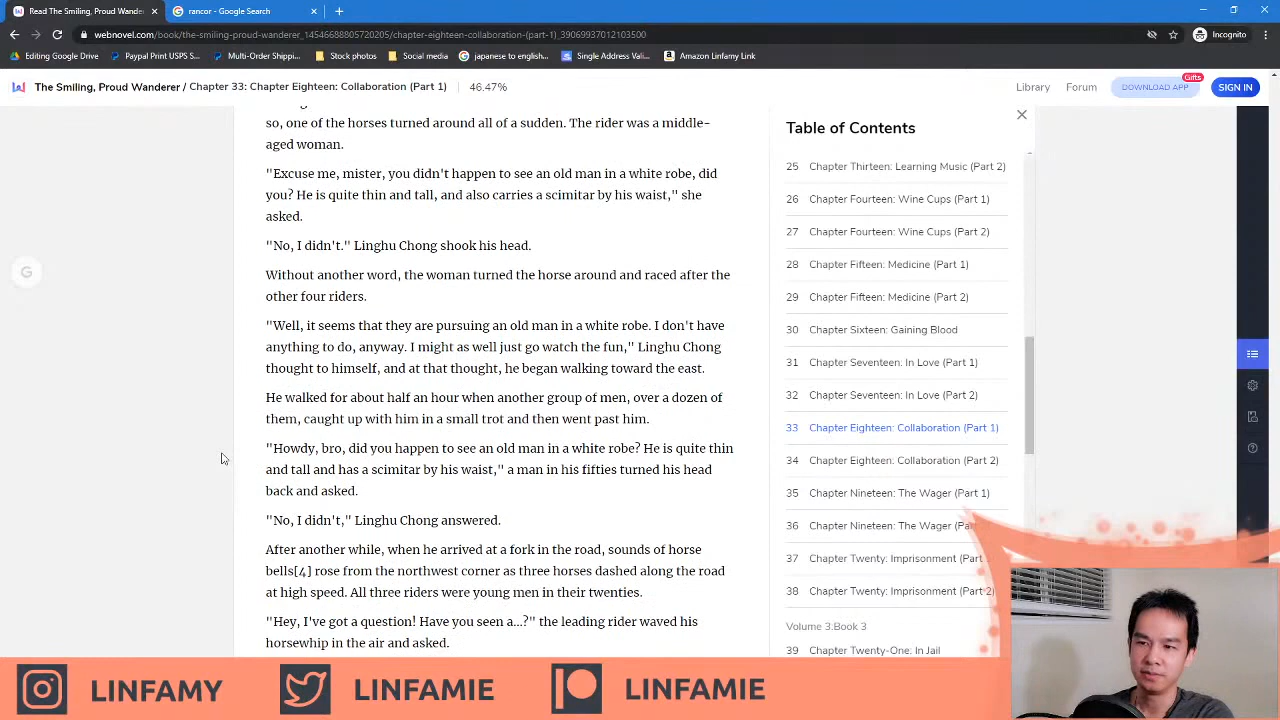 Read The Smiling, Proud Wande
rancor - Google Search
webnovel.com/book/the-smiling-proud-wanderer_14546688805720205/chapter-eighteen-collaboration-(part-1)_39069937012103500
Incognito
Editing Google Drive
Paypal Print USPS S...
Multi-Order Shippi...
Stock photos
Social media
japanese to english...
Single Address Vali...
Amazon Linfamy Link
The Smiling, Proud Wanderer / Chapter 33: Chapter Eighteen: Collaboration (Part 1)
46.47%
Library
Forum
DOWNLOAD APP
Gifts
SIGN IN
so, one of the horses turned around all of a sudden. The rider was a middle-
aged woman.
"Excuse me, mister, you didn't happen to see an old man in a white robe, did
you? He is quite thin and tall, and also carries a scimitar by his waist," she
asked.
"No, I didn't." Linghu Chong shook his head.
Without another word, the woman turned the horse around and raced after the
other four riders.
"Well, it seems that they are pursuing an old man in a white robe. I don't have
anything to do, anyway. I might as well just go watch the fun," Linghu Chong
thought to himself, and at that thought, he began walking toward the east.
He walked for about half an hour when another group of men, over a dozen of
them, caught up with him in a small trot and then went past him.
"Howdy, bro, did you happen to see an old man in a white robe? He is quite thin
and tall and has a scimitar by his waist," a man in his fifties turned his head
back and asked.
"No, I didn't," Linghu Chong answered.
After another while, when he arrived at a fork in the road, sounds of horse
bells[4] rose from the northwest corner as three horses dashed along the road
at high speed. All three riders were young men in their twenties.
"Hey, I've got a question! Have you seen a...?" the leading rider waved his
horsewhip in the air and asked.
Table of Contents
25 Chapter Thirteen: Learning Music (Part 2)
26 Chapter Fourteen: Wine Cups (Part 1)
27 Chapter Fourteen: Wine Cups (Part 2)
28 Chapter Fifteen: Medicine (Part 1)
29 Chapter Fifteen: Medicine (Part 2)
30 Chapter Sixteen: Gaining Blood
31 Chapter Seventeen: In Love (Part 1)
32 Chapter Seventeen: In Love (Part 2)
33 Chapter Eighteen: Collaboration (Part 1)
34 Chapter Eighteen: Collaboration (Part 2)
35 Chapter Nineteen: The Wager (Part 1)
36 Chapter Nineteen: The Wager (Par
37 Chapter Twenty: Imprisonment (Part
38 Chapter Twenty: Imprisonment (Part 2)
Volume 3:Book 3
39 Chapter Twenty-One: In Jail
LINFAMY
LINFAMIE
LINFAMIE